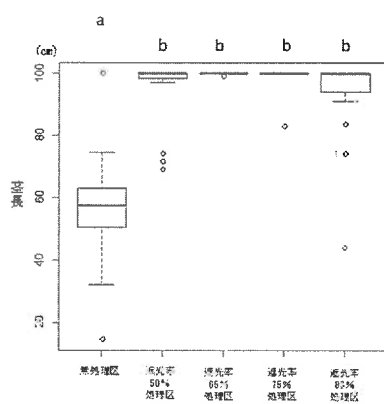 a
b b b b
(cm)
100
80
60
40
20
無処理区 遮光率 遮光率 遮光率 遮光率
50% 65% 75%
処理区 処理区 処理区 処理区